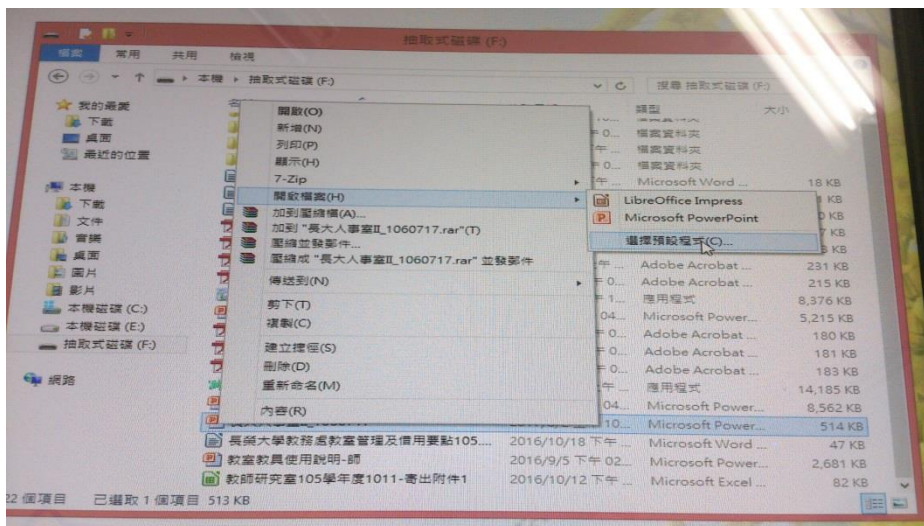 抽取式磁碟 (F:)
檔案 常用 共用 檢視
本機 抽取式磁碟 (F:) 搜尋 抽取式磁碟 (F:)
類型 大小
我的最愛
下載
桌面
最近的位置
本機
下載
文件
音樂
桌面
圖片
影片
本機磁碟 (C:)
本機磁碟 (E:)
抽取式磁碟 (F:)
網路
開啟(O)
新增(N)
列印(P)
顯示(H)
7-Zip
開啟檔案(H)
加到壓縮檔(A)...
加到 "長大人事室II_1060717.rar"(T)
壓縮並發郵件...
壓縮成 "長大人事室II_1060717.rar" 並發郵件
傳送到(N)
剪下(T)
複製(C)
建立捷徑(S)
刪除(D)
重新命名(M)
內容(R)
LibreOffice Impress
Microsoft PowerPoint
選擇預設程式(C)...
檔案資料夾
檔案資料夾
檔案資料夾
Microsoft Word ... 18 KB
KB
KB
KB
KB
Adobe Acrobat ... 231 KB
Adobe Acrobat ... 215 KB
應用程式 8,376 KB
04... Microsoft Power... 5,215 KB
Adobe Acrobat ... 180 KB
Adobe Acrobat ... 181 KB
Adobe Acrobat ... 183 KB
應用程式 14,185 KB
04... Microsoft Power... 8,562 KB
10... Microsoft Power... 514 KB
長榮大學教務處教室管理及借用要點105.... 2016/10/18 下午 ... Microsoft Word ... 47 KB
教室教具使用說明-師 2016/9/5 下午 02... Microsoft Power... 2,681 KB
教師研究室105學年度1011-寄出附件1 2016/10/12 下午 ... Microsoft Excel ... 82 KB
22 個項目 已選取 1 個項目 513 KB